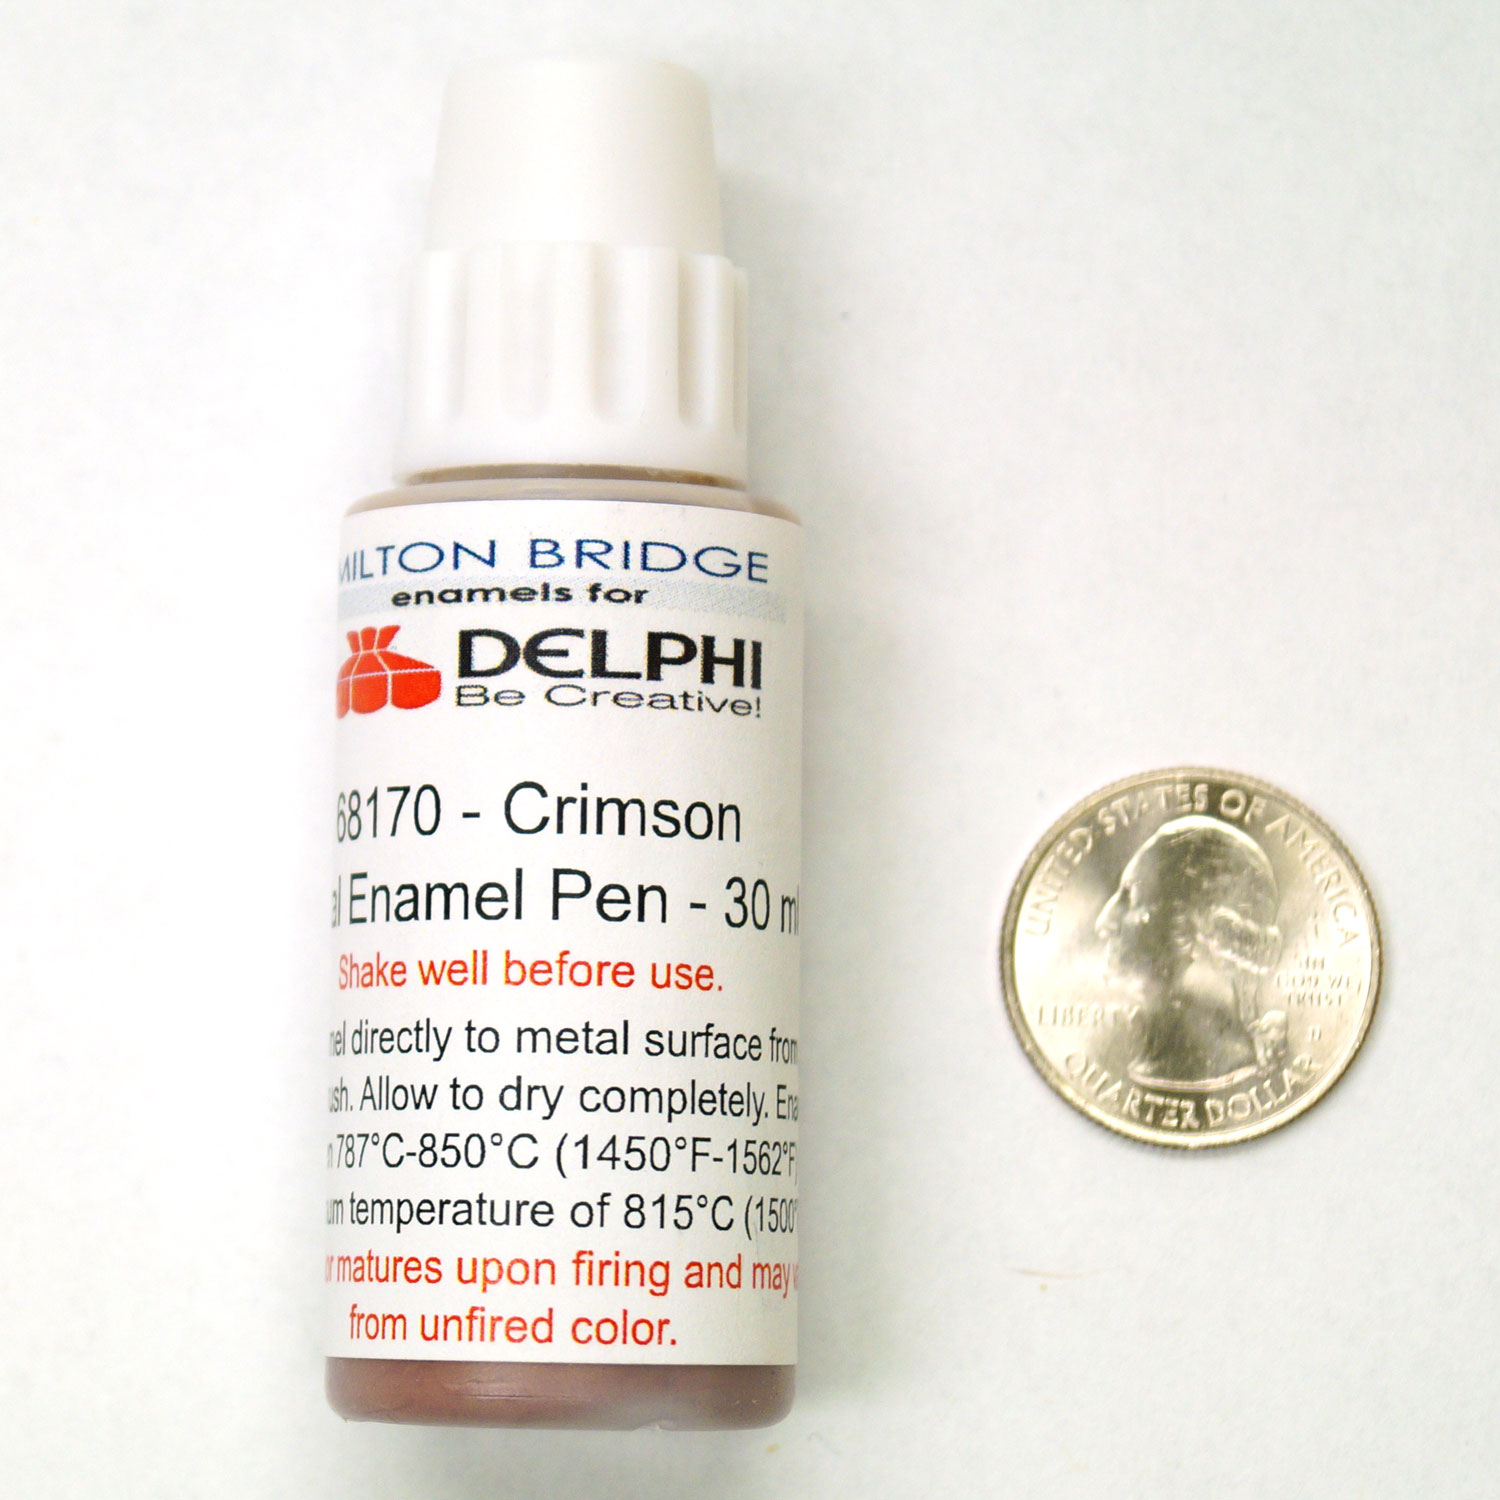 MILTON BRIDGE
enamels for
DELPHI
Be Creative!
68170 - Crimson
Enamel Pen - 30 ml
Shake well before use.
directly to metal surface from
Allow to dry completely.
787°C-850°C (1450°F-1562°F)
temperature of 815°C (1500°
matures upon firing and may
from unfired color.
UNITED STATES OF AMERICA
LIBERTY
IN
GOD WE
TRUST
P
QUARTER DOLLAR